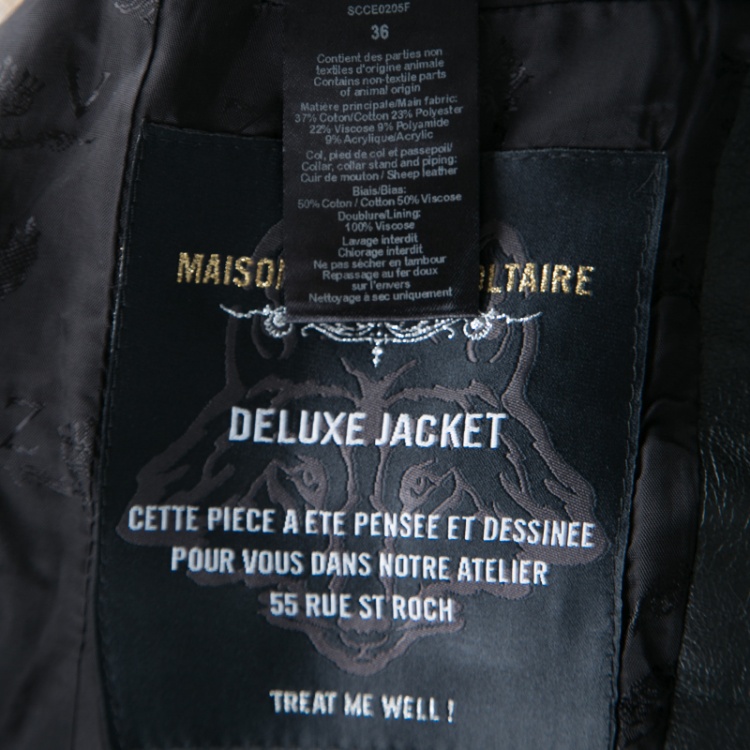 SCCE0205F
36
Contient des parties non
textiles d'origine animale
Contains non-textile parts
of animal origin
Matière principale/Main fabric:
37% Coton/Cotton 23% Polyester
22% Viscose 9% Polyamide
9% Acrylique/Acrylic
Col, pied de col et passepoil/
Collar, collar stand and piping:
Cuir de mouton / Sheep leather
Biais/Bias:
50% Coton / Cotton 50% Viscose
Doublure/Lining:
100% Viscose
Lavage interdit
Chlorage interdit
Ne pas sécher en tambour
Repassage au fer doux
sur l'envers
Nettoyage à sec uniquement
MAISON OLTAIRE
DELUXE JACKET
CETTE PIECE A ETE PENSEE ET DESSINEE
POUR VOUS DANS NOTRE ATELIER
55 RUE ST ROCH
TREAT ME WELL !